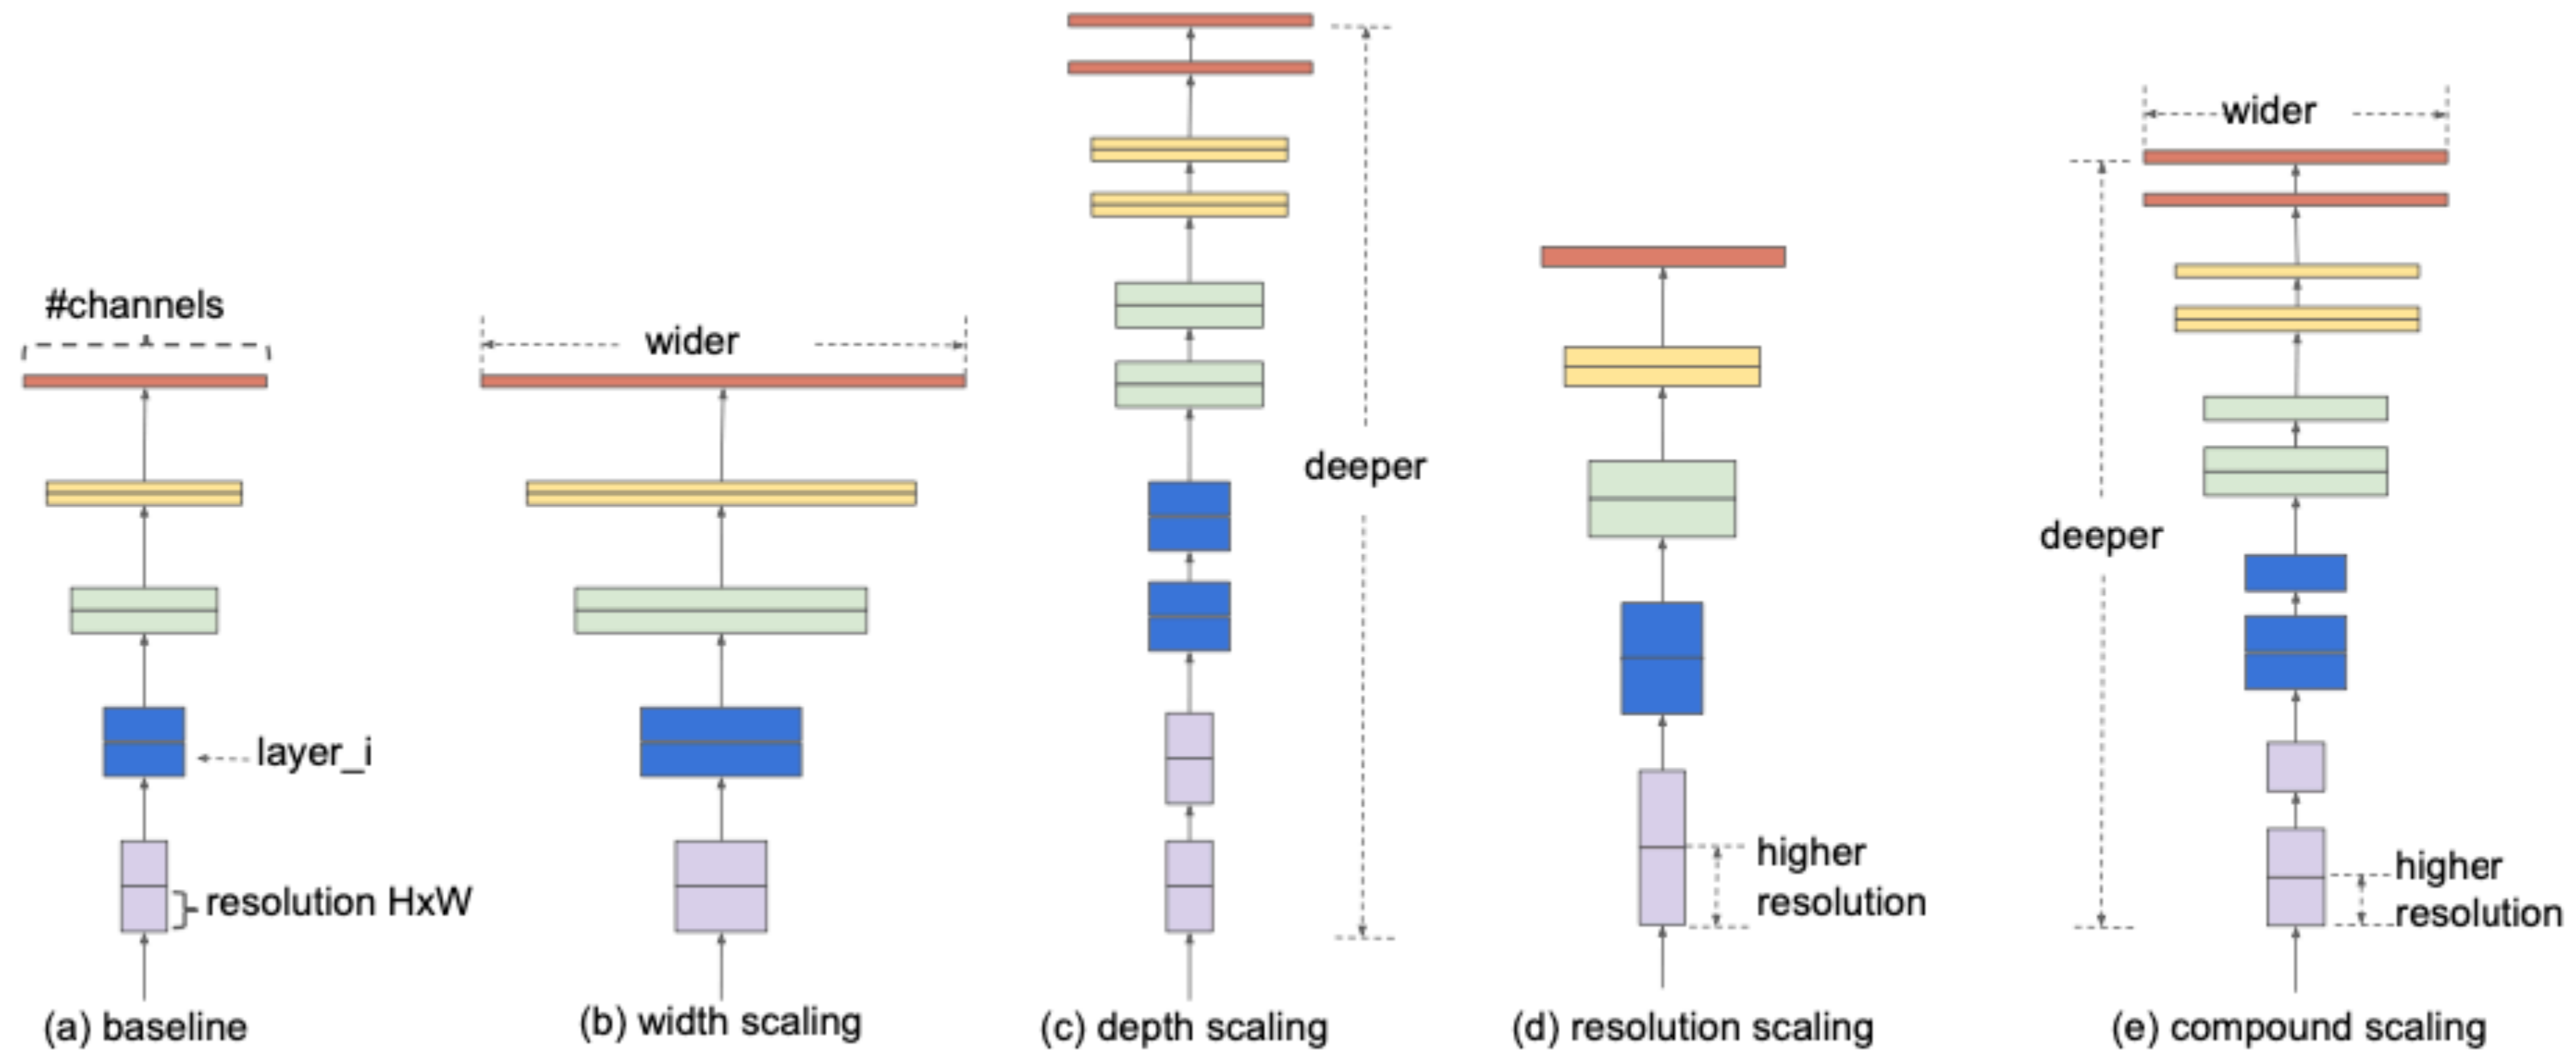 #channels
layer_i
resolution HxW
(a) baseline
wider
(b) width scaling
deeper
(c) depth scaling
higher
resolution
(d) resolution scaling
wider
deeper
higher
resolution
(e) compound scaling